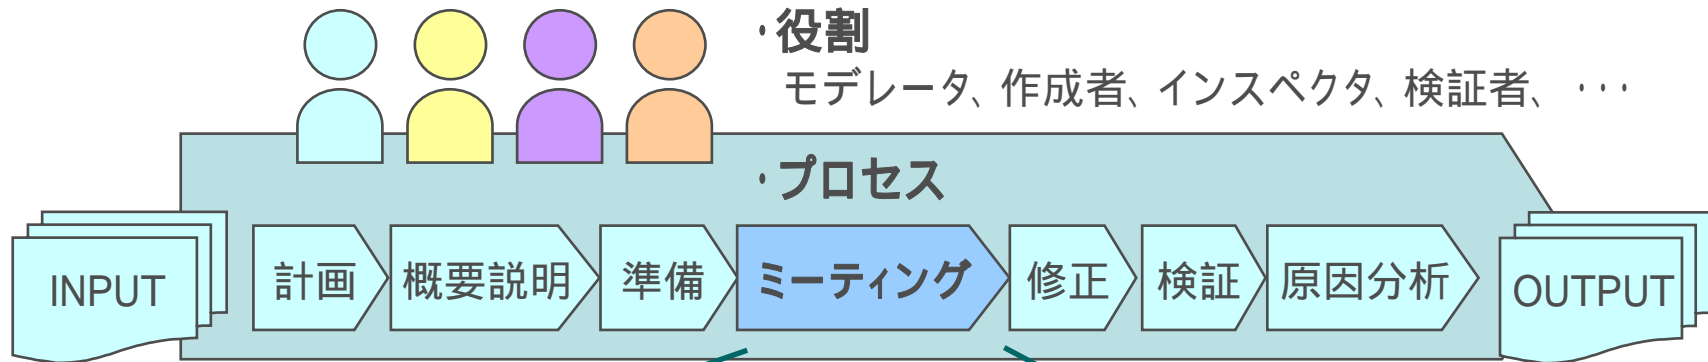 ・役割
モデレータ、作成者、インスペクタ、検証者、・・・
・プロセス
INPUT
計画
概要説明
準備
ミーティング
修正
検証
原因分析
OUTPUT